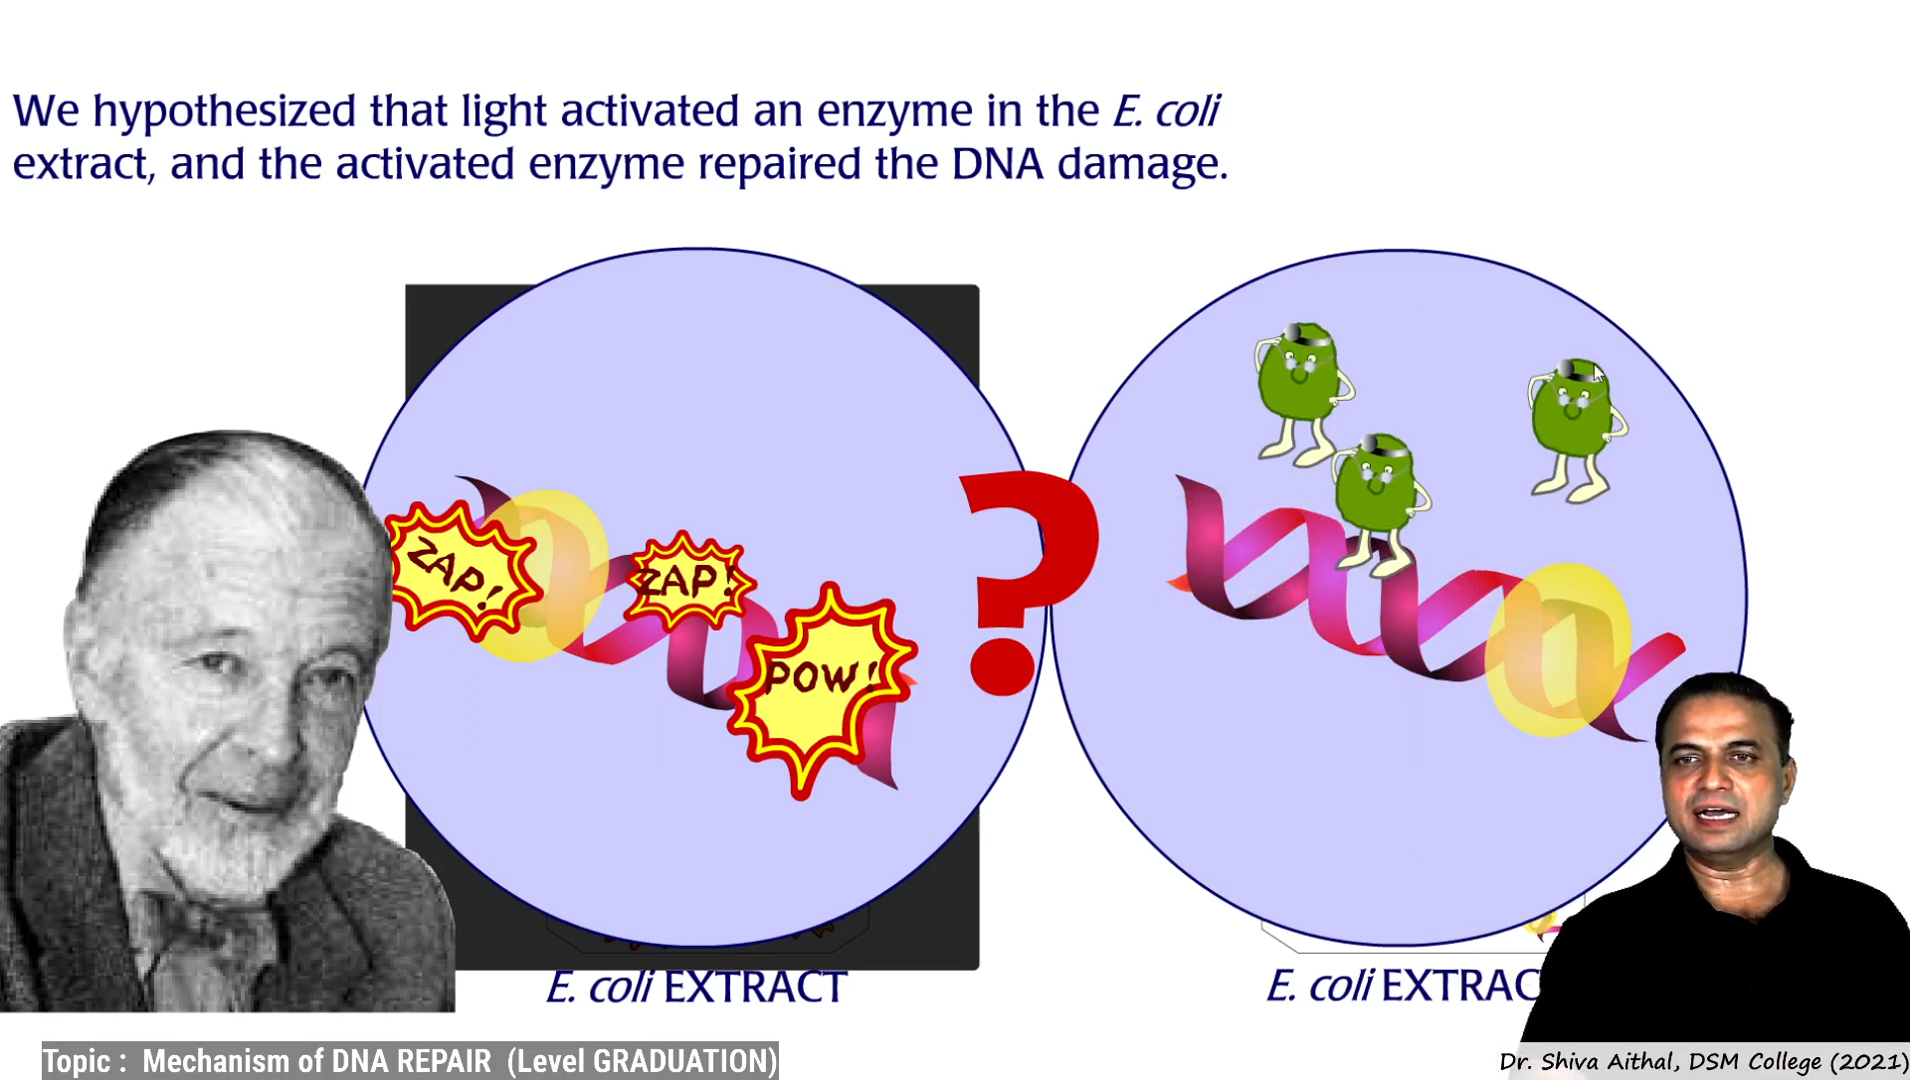 We hypothesized that light activated an enzyme in the E. coli
extract, and the activated enzyme repaired the DNA damage.
ZAP!
ZAP!
POW!
?
E. coli EXTRACT
E. coli EXTRAC
Topic : Mechanism of DNA REPAIR (Level GRADUATION)
Dr. Shiva Aithal, DSM College (2021)